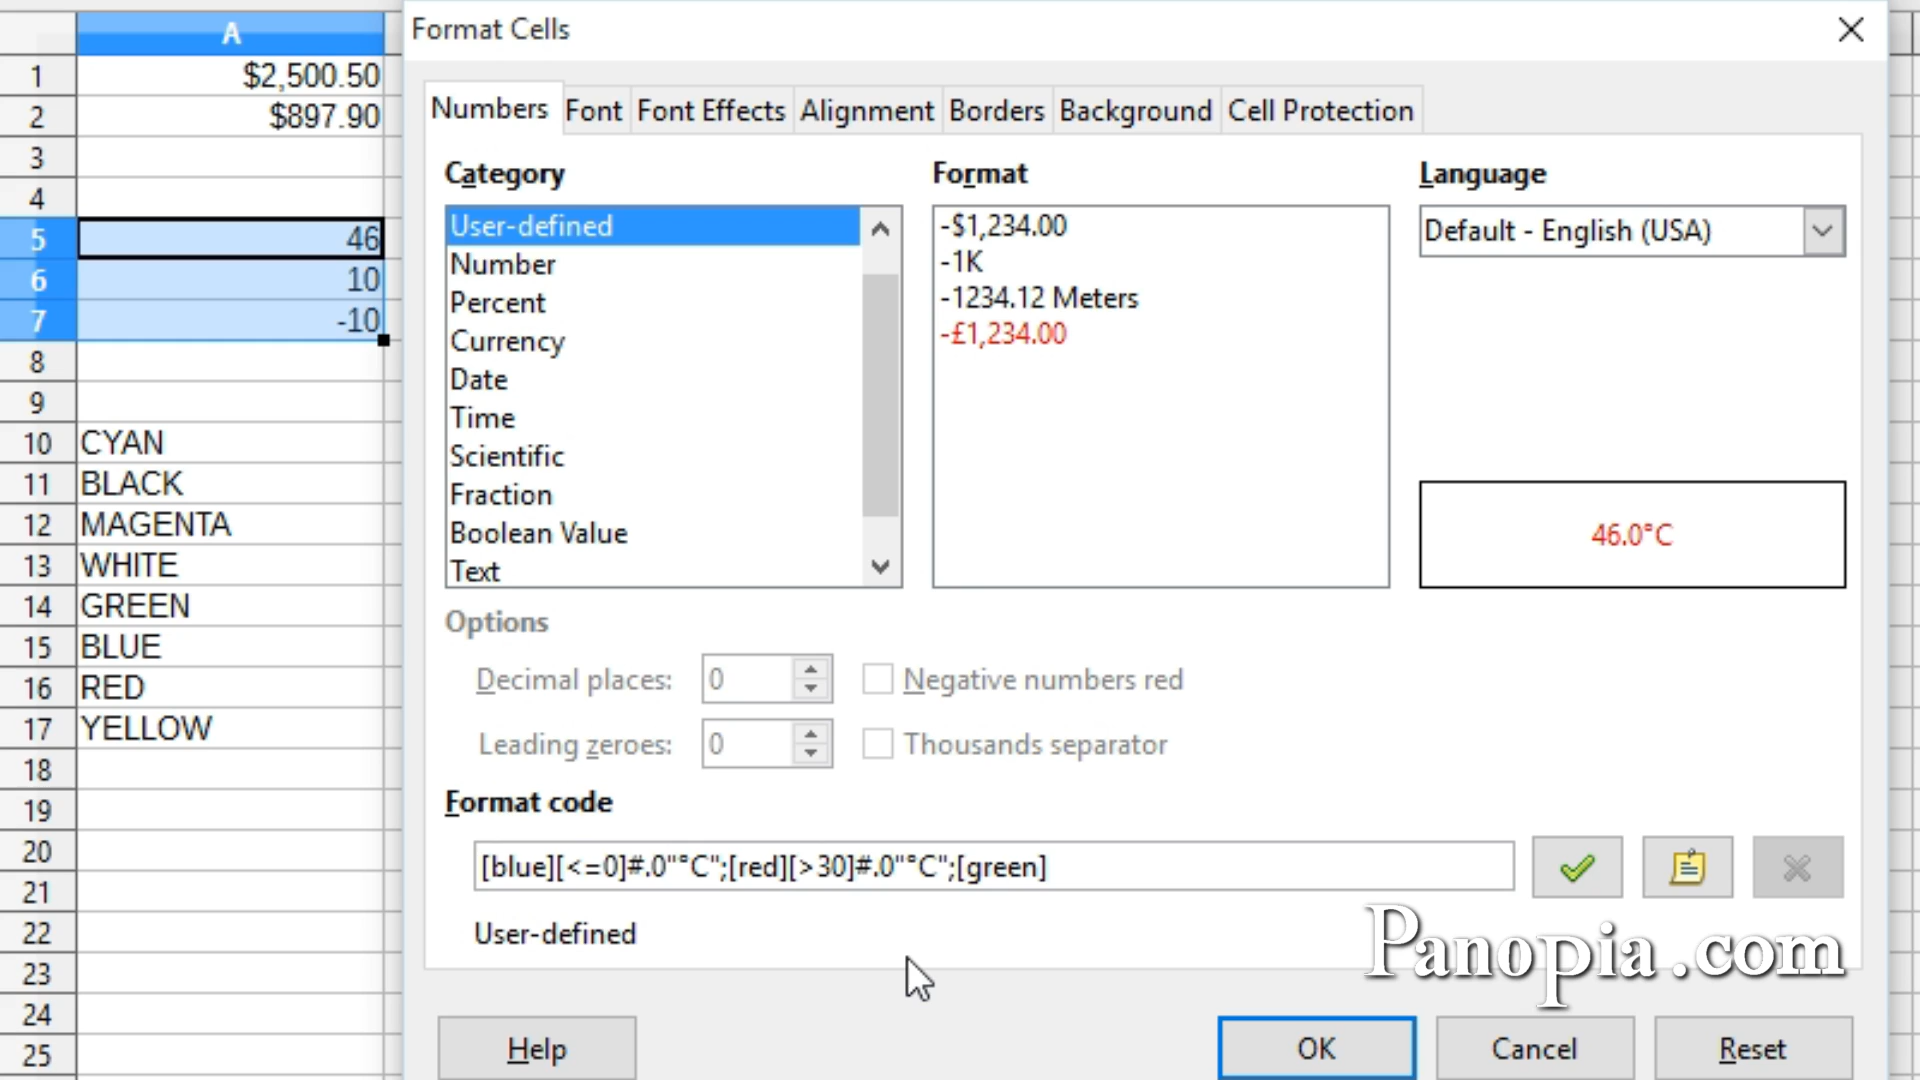 A
1 $2,500.50
2 $897.90
3
4
5 46
6 10
7 -10
8
9
10 CYAN
11 BLACK
12 MAGENTA
13 WHITE
14 GREEN
15 BLUE
16 RED
17 YELLOW
18
19
20
21
22
23
24
25
Format Cells
Numbers Font Font Effects Alignment Borders Background Cell Protection
Category
User-defined
Number
Percent
Currency
Date
Time
Scientific
Fraction
Boolean Value
Text
Format
-$1,234.00
-1K
-1234.12 Meters
-£1,234.00
Language
Default - English (USA)
46.0°C
Options
Decimal places: 0 Negative numbers red
Leading zeroes: 0 Thousands separator
Format code
[blue][<=0]#.0"°C";[red][>30]#.0"°C";[green]
User-defined
Panopia.com
Help OK Cancel Reset